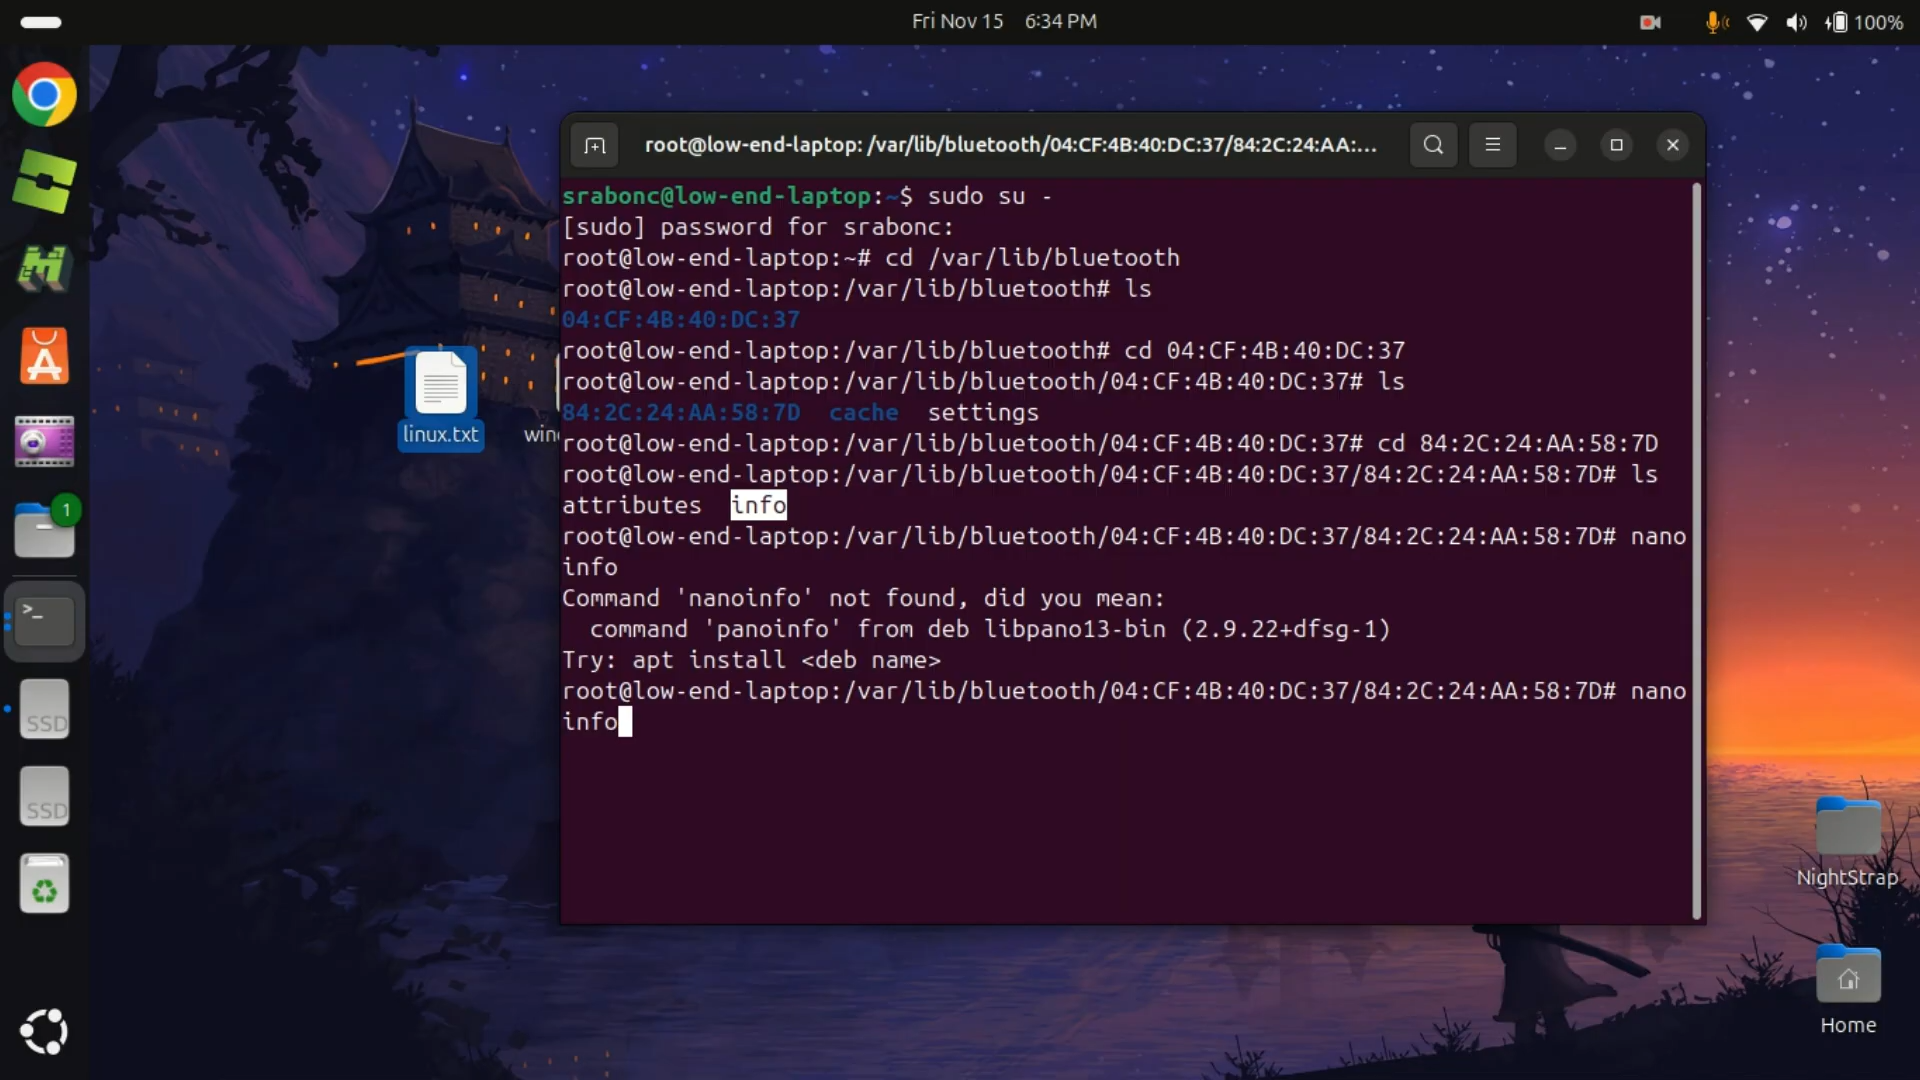 Fri Nov 15 6:34 PM
100%
root@low-end-laptop: /var/lib/bluetooth/04:CF:4B:40:DC:37/84:2C:24:AA:...
srabonc@low-end-laptop:~$ sudo su -
[sudo] password for srabonc:
root@low-end-laptop:~# cd /var/lib/bluetooth
root@low-end-laptop:/var/lib/bluetooth# ls
04:CF:4B:40:DC:37
root@low-end-laptop:/var/lib/bluetooth# cd 04:CF:4B:40:DC:37
root@low-end-laptop:/var/lib/bluetooth/04:CF:4B:40:DC:37# ls
84:2C:24:AA:58:7D cache settings
root@low-end-laptop:/var/lib/bluetooth/04:CF:4B:40:DC:37# cd 84:2C:24:AA:58:7D
root@low-end-laptop:/var/lib/bluetooth/04:CF:4B:40:DC:37/84:2C:24:AA:58:7D# ls
attributes info
root@low-end-laptop:/var/lib/bluetooth/04:CF:4B:40:DC:37/84:2C:24:AA:58:7D# nano
info
Command 'nanoinfo' not found, did you mean:
command 'panoinfo' from deb libpano13-bin (2.9.22+dfsg-1)
Try: apt install <deb name>
root@low-end-laptop:/var/lib/bluetooth/04:CF:4B:40:DC:37/84:2C:24:AA:58:7D# nano
info
linux.txt
win
1
>_
SSD
SSD
NightStrap
Home